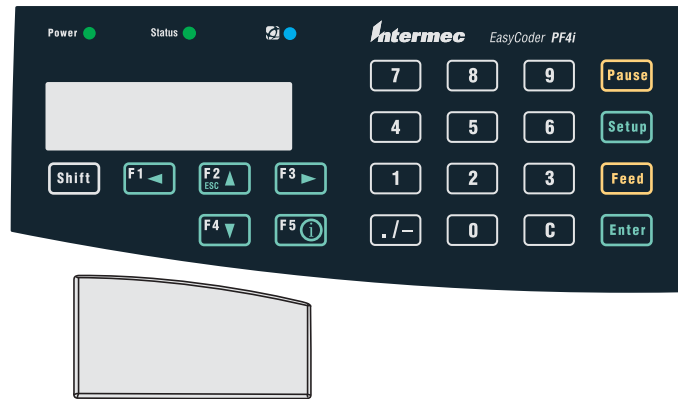 Power Status Intermec EasyCoder PF4i
7 8 9 Pause
4 5 6 Setup
Shift F1 F2 ESC F3 1 2 3 Feed
F4 F5 i ./– 0 C Enter